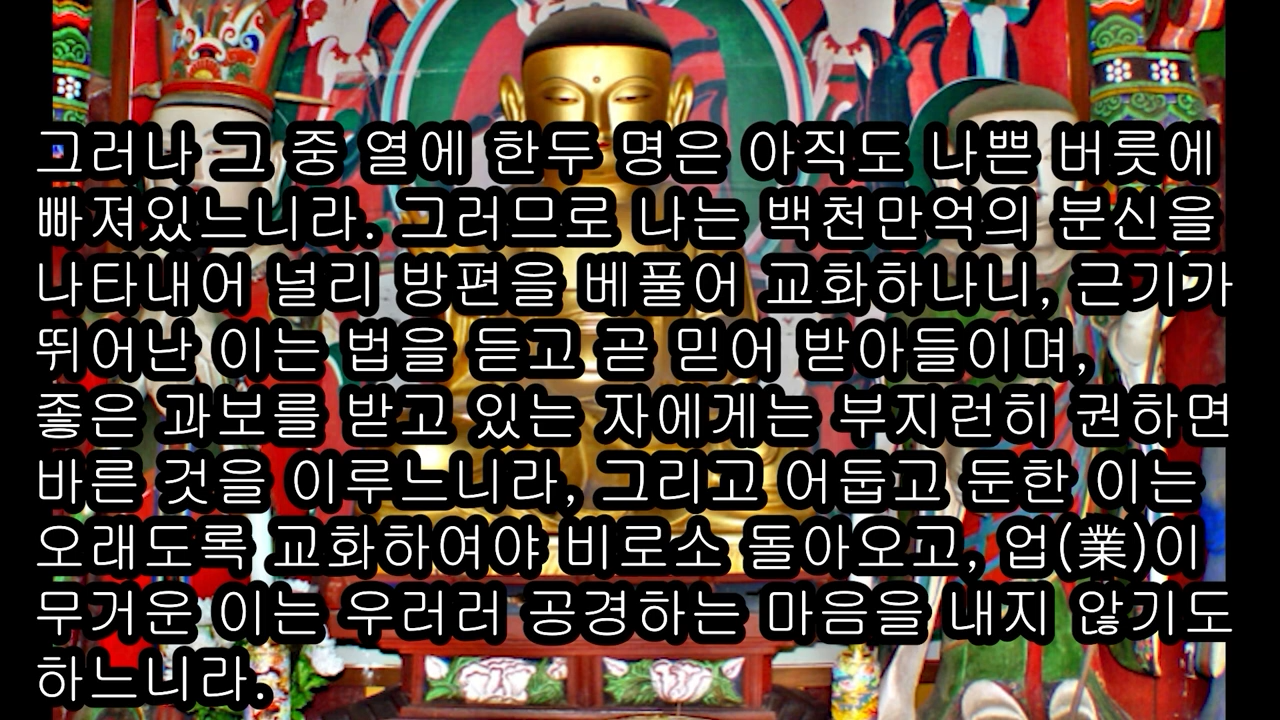 그러나 그 중 열에 한두 명은 아직도 나쁜 버릇에
빠져있느니라. 그러므로 나는 백천만억의 분신을
나타내어 널리 방편을 베풀어 교화하나니, 근기가
뛰어난 이는 법을 듣고 곧 믿어 받아들이며,
좋은 과보를 받고 있는 자에게는 부지런히 권하면
바른 것을 이루느니라, 그리고 어둡고 둔한 이는
오래도록 교화하여야 비로소 돌아오고, 업(業)이
무거운 이는 우러러 공경하는 마음을 내지 않기도
하느니라.